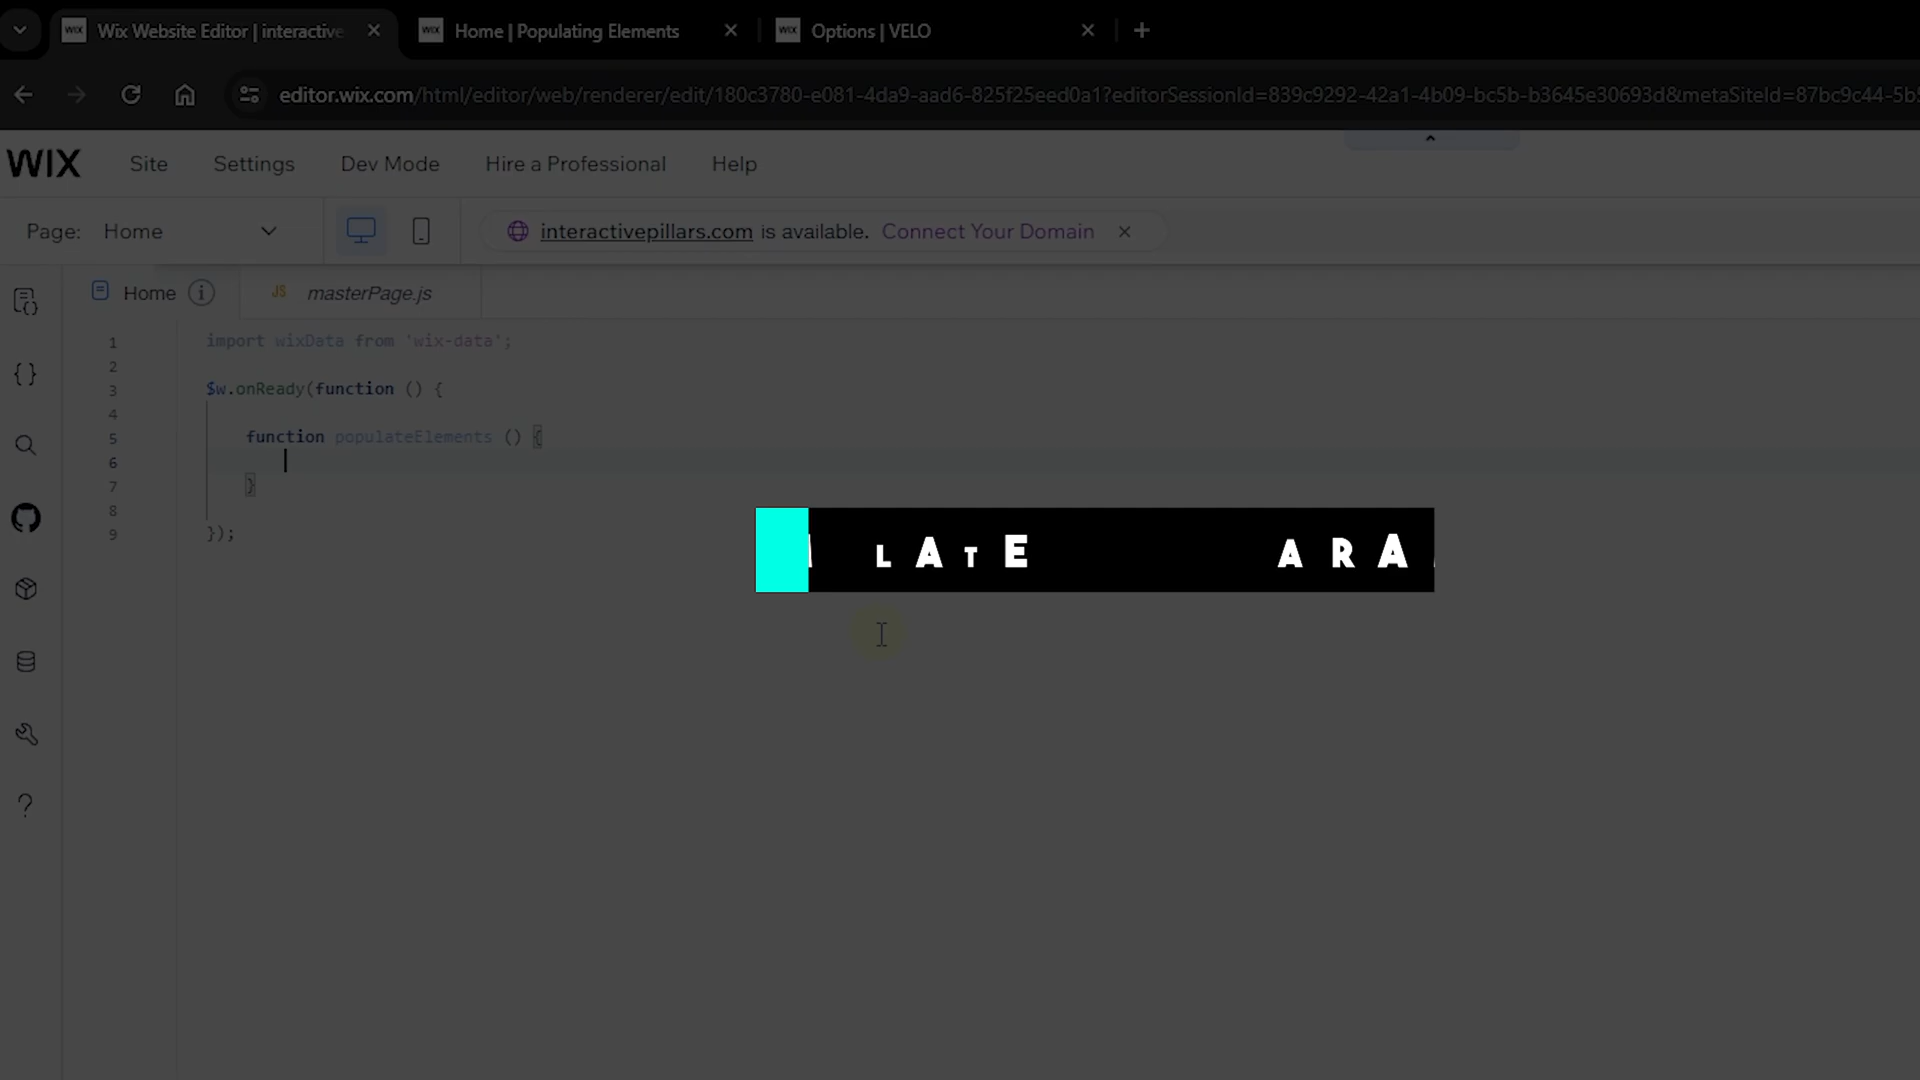 Wix Website Editor | interactive
Home | Populating Elements
Options | VELO
editor.wix.com/html/editor/web/renderer/edit/180c3780-e081-4da9-aad6-825f25eed0a1?editorSessionId=839c9292-42a1-4b09-bc5b-b3645e30693d&metaSiteId=87bc9c44-5b
WIX Site Settings Dev Mode Hire a Professional Help
Page: Home
interactivepillars.com is available. Connect Your Domain
Home
JS masterPage.js
1 import wixData from 'wix-data';
2
3 $w.onReady(function () {
4
5 function populateElements () {
6
7 }
8
9 });
LATE ARA